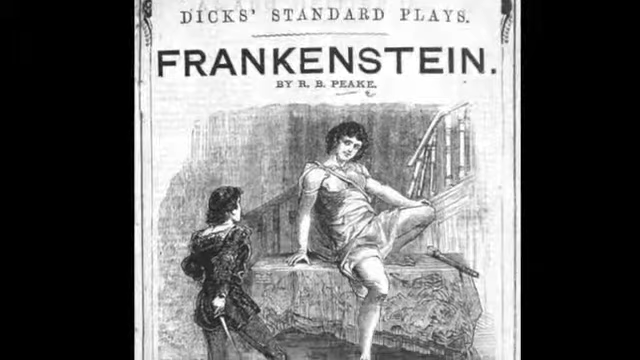 DICKS' STANDARD PLAYS.
FRANKENSTEIN.
BY R. B. PEAKE.